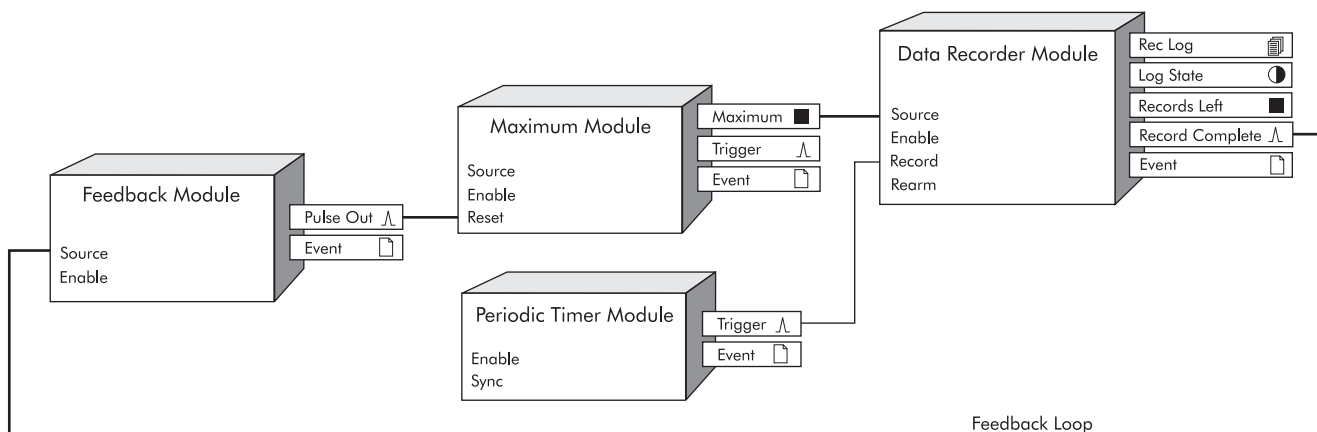 Feedback Module
Source
Enable
Pulse Out
Event
Maximum Module
Source
Enable
Reset
Maximum
Trigger
Event
Periodic Timer Module
Enable
Sync
Trigger
Event
Data Recorder Module
Source
Enable
Record
Rearm
Rec Log
Log State
Records Left
Record Complete
Event
Feedback Loop